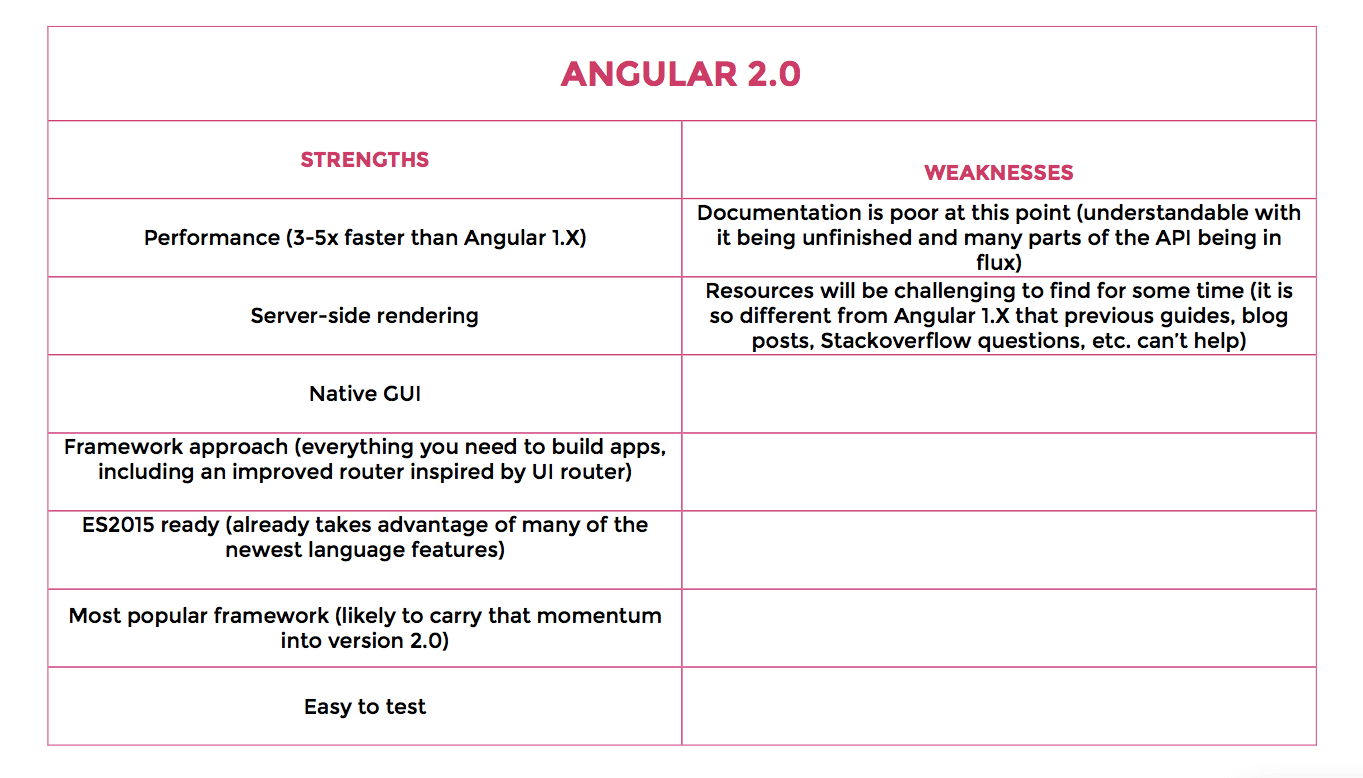 ANGULAR 2.0
STRENGTHS
WEAKNESSES
Performance (3-5x faster than Angular 1.X)
Documentation is poor at this point (understandable with
it being unfinished and many parts of the API being in
flux)
Server-side rendering
Resources will be challenging to find for some time (it is
so different from Angular 1.X that previous guides, blog
posts, Stackoverflow questions, etc. can't help)
Native GUI
Framework approach (everything you need to build apps,
including an improved router inspired by UI router)
ES2015 ready (already takes advantage of many of the
newest language features)
Most popular framework (likely to carry that momentum
into version 2.0)
Easy to test